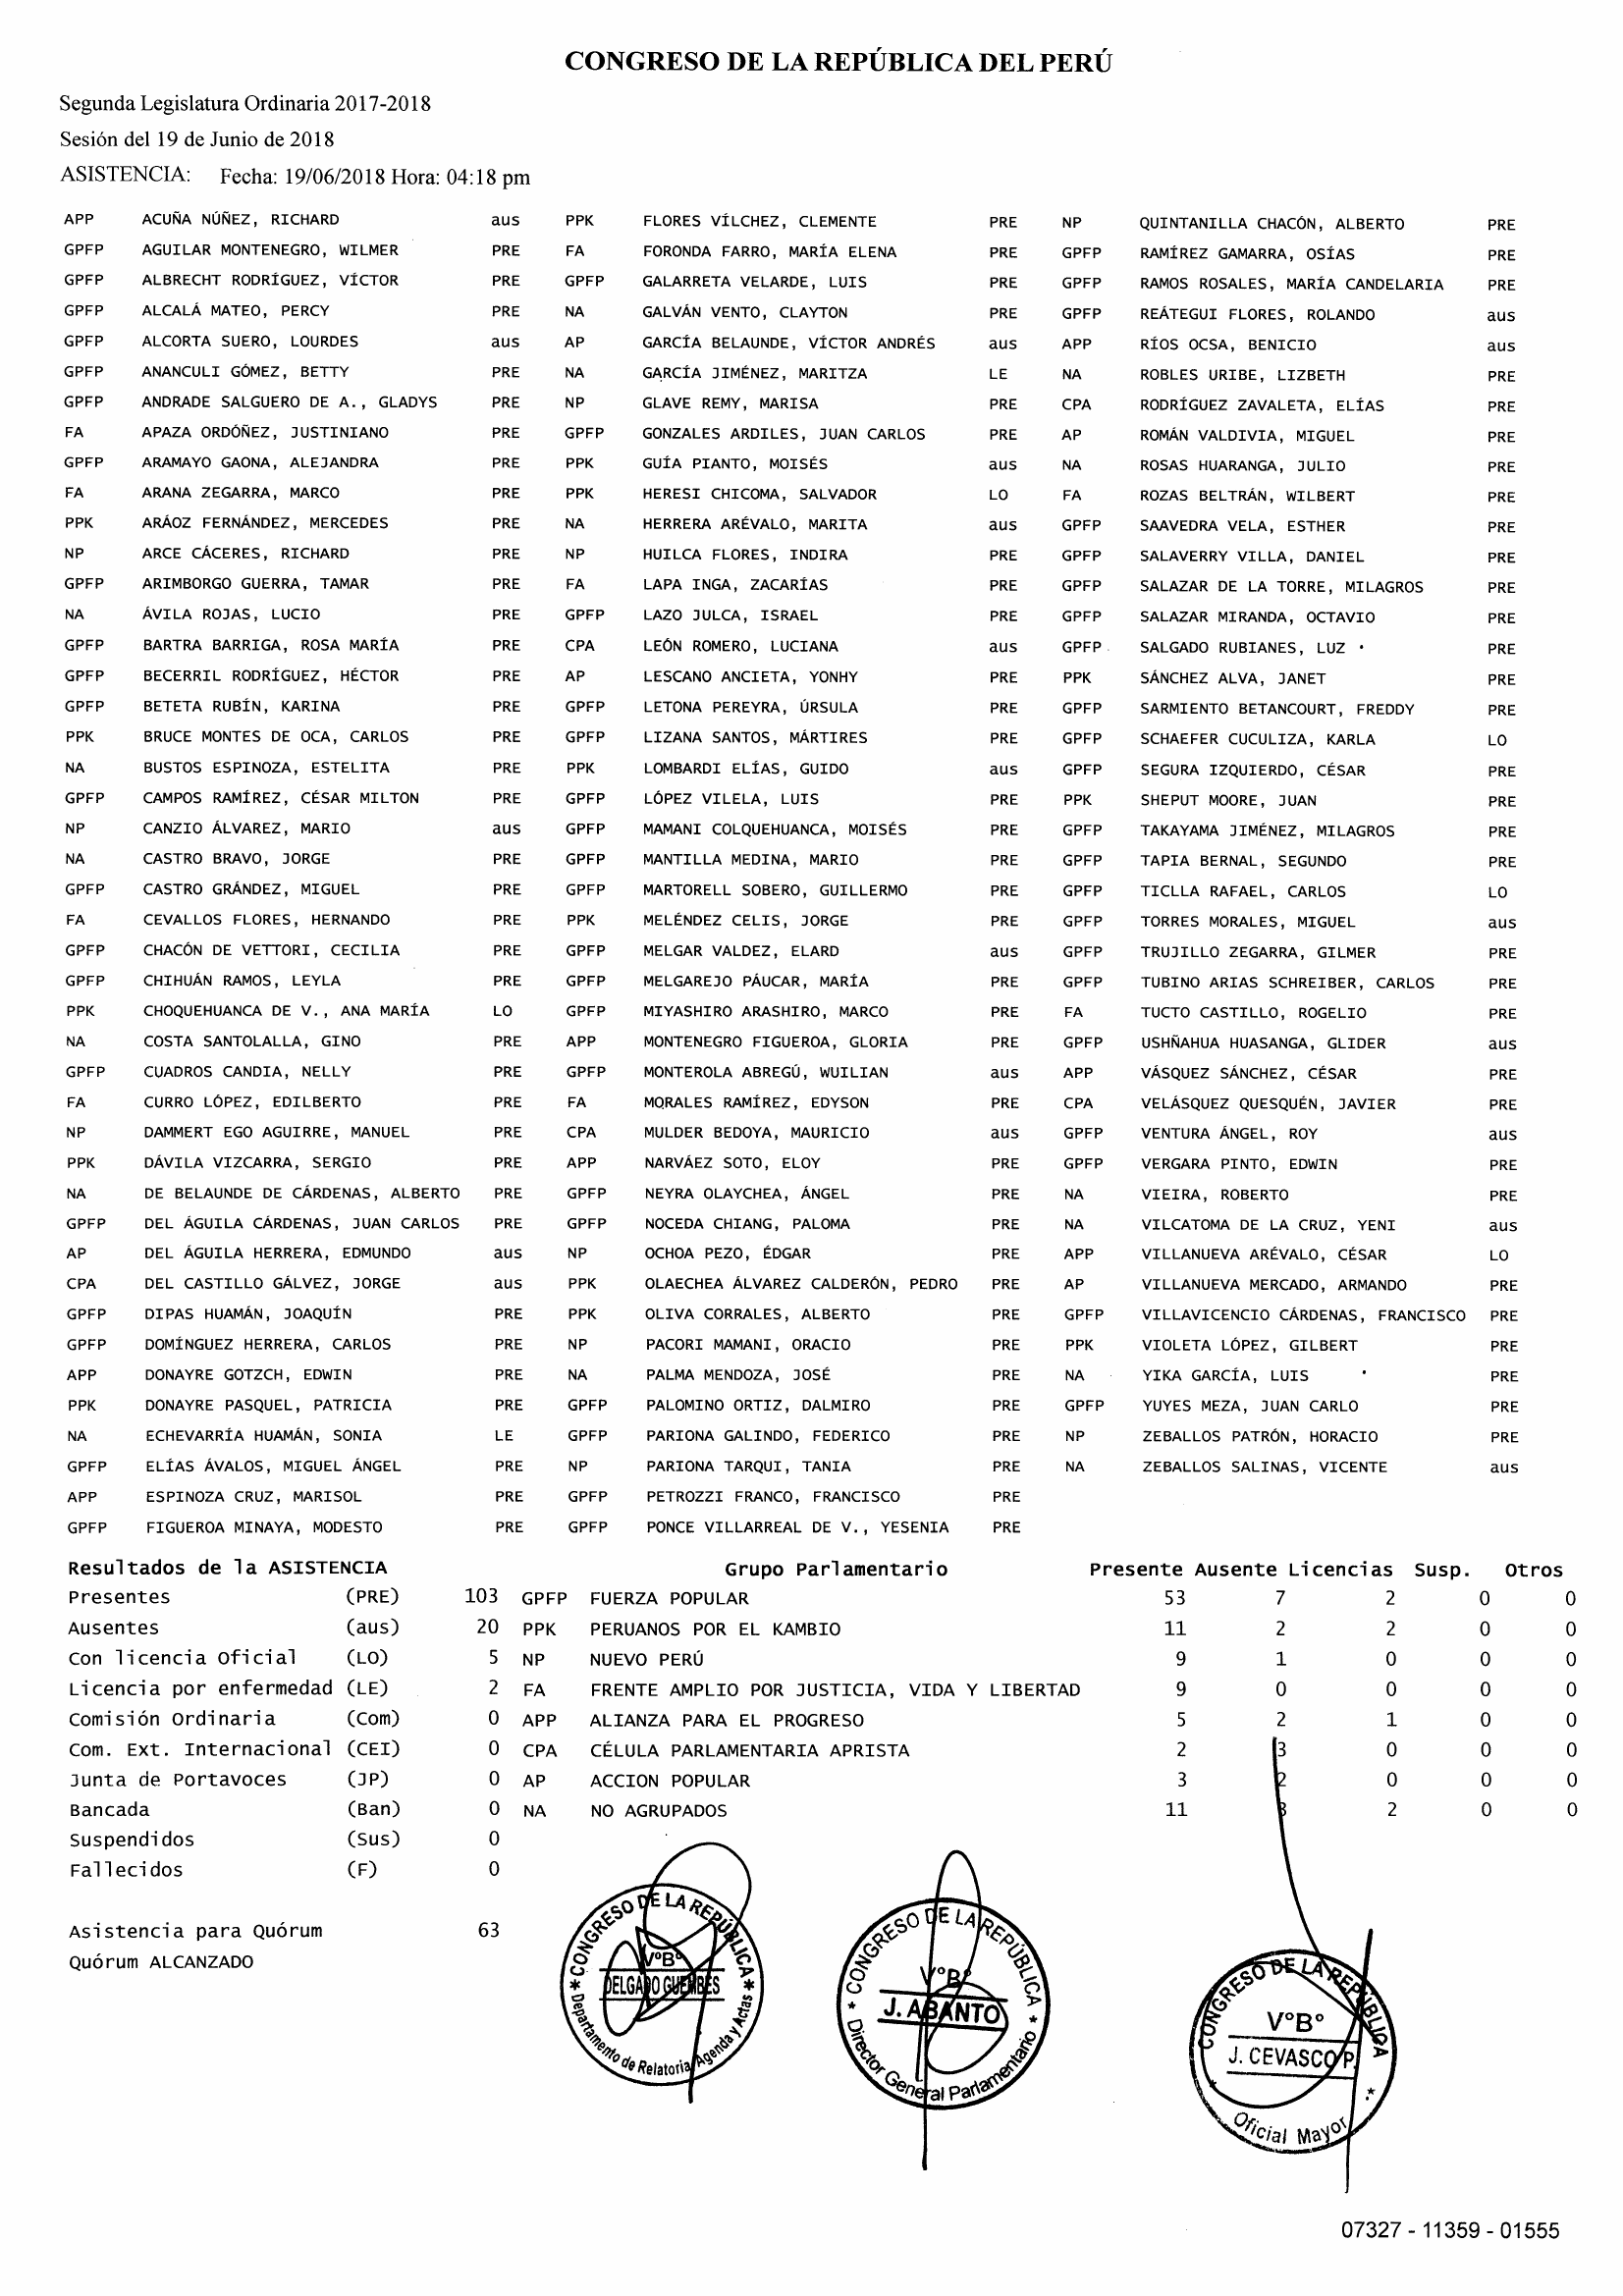 CONGRESO DE LA REPÚBLICA DEL PERÚ
Segunda Legislatura Ordinaria 2017-2018
Sesión del 19 de Junio de 2018
ASISTENCIA: Fecha: 19/06/2018 Hora: 04:18 pm
APP ACUÑA NÚÑEZ, RICHARD aus PPK FLORES VÍLCHEZ, CLEMENTE PRE NP QUINTANILLA CHACÓN, ALBERTO PRE
GPFP AGUILAR MONTENEGRO, WILMER PRE FA FORONDA FARRO, MARÍA ELENA PRE GPFP RAMÍREZ GAMARRA, OSÍAS PRE
GPFP ALBRECHT RODRÍGUEZ, VÍCTOR PRE GPFP GALARRETA VELARDE, LUIS PRE GPFP RAMOS ROSALES, MARÍA CANDELARIA PRE
GPFP ALCALÁ MATEO, PERCY PRE NA GALVÁN VENTO, CLAYTON PRE GPFP REÁTEGUI FLORES, ROLANDO aus
GPFP ALCORTA SUERO, LOURDES aus AP GARCÍA BELAUNDE, VÍCTOR ANDRÉS aus APP RÍOS OCSA, BENICIO aus
GPFP ANANCULI GÓMEZ, BETTY PRE NA GARCÍA JIMÉNEZ, MARITZA LE NA ROBLES URIBE, LIZBETH PRE
GPFP ANDRADE SALGUERO DE A., GLADYS PRE NP GLAVE REMY, MARISA PRE CPA RODRÍGUEZ ZAVALETA, ELÍAS PRE
FA APAZA ORDÓÑEZ, JUSTINIANO PRE GPFP GONZALES ARDILES, JUAN CARLOS PRE AP ROMÁN VALDIVIA, MIGUEL PRE
GPFP ARAMAYO GAONA, ALEJANDRA PRE PPK GUÍA PIANTO, MOISÉS aus NA ROSAS HUARANGA, JULIO PRE
FA ARANA ZEGARRA, MARCO PRE PPK HERESI CHICOMA, SALVADOR LO FA ROZAS BELTRÁN, WILBERT PRE
PPK ARÁOZ FERNÁNDEZ, MERCEDES PRE NA HERRERA ARÉVALO, MARITA aus GPFP SAAVEDRA VELA, ESTHER PRE
NP ARCE CÁCERES, RICHARD PRE NP HUILCA FLORES, INDIRA PRE GPFP SALAVERRY VILLA, DANIEL PRE
GPFP ARIMBORGO GUERRA, TAMAR PRE FA LAPA INGA, ZACARÍAS PRE GPFP SALAZAR DE LA TORRE, MILAGROS PRE
NA ÁVILA ROJAS, LUCIO PRE GPFP LAZO JULCA, ISRAEL PRE GPFP SALAZAR MIRANDA, OCTAVIO PRE
GPFP BARTRA BARRIGA, ROSA MARÍA PRE CPA LEÓN ROMERO, LUCIANA aus GPFP SALGADO RUBIANES, LUZ PRE
GPFP BECERRIL RODRÍGUEZ, HÉCTOR PRE AP LESCANO ANCIETA, YONHY PRE PPK SÁNCHEZ ALVA, JANET PRE
GPFP BETETA RUBÍN, KARINA PRE GPFP LETONA PEREYRA, ÚRSULA PRE GPFP SARMIENTO BETANCOURT, FREDDY PRE
PPK BRUCE MONTES DE OCA, CARLOS PRE GPFP LIZANA SANTOS, MÁRTIRES PRE GPFP SCHAEFER CUCULIZA, KARLA LO
NA BUSTOS ESPINOZA, ESTELITA PRE PPK LOMBARDI ELÍAS, GUIDO aus GPFP SEGURA IZQUIERDO, CÉSAR PRE
GPFP CAMPOS RAMÍREZ, CÉSAR MILTON PRE GPFP LÓPEZ VILELA, LUIS PRE PPK SHEPUT MOORE, JUAN PRE
NP CANZIO ÁLVAREZ, MARIO aus GPFP MAMANI COLQUEHUANCA, MOISÉS PRE GPFP TAKAYAMA JIMÉNEZ, MILAGROS PRE
NA CASTRO BRAVO, JORGE PRE GPFP MANTILLA MEDINA, MARIO PRE GPFP TAPIA BERNAL, SEGUNDO PRE
GPFP CASTRO GRÁNDEZ, MIGUEL PRE GPFP MARTORELL SOBERO, GUILLERMO PRE GPFP TICLLA RAFAEL, CARLOS LO
FA CEVALLOS FLORES, HERNANDO PRE PPK MELÉNDEZ CELIS, JORGE PRE GPFP TORRES MORALES, MIGUEL aus
GPFP CHACÓN DE VETTORI, CECILIA PRE GPFP MELGAR VALDEZ, ELARD aus GPFP TRUJILLO ZEGARRA, GILMER PRE
GPFP CHIHUÁN RAMOS, LEYLA PRE GPFP MELGAREJO PÁUCAR, MARÍA PRE GPFP TUBINO ARIAS SCHREIBER, CARLOS PRE
PPK CHOQUEHUANCA DE V., ANA MARÍA LO GPFP MIYASHIRO ARASHIRO, MARCO PRE FA TUCTO CASTILLO, ROGELIO PRE
NA COSTA SANTOLALLA, GINO PRE APP MONTENEGRO FIGUEROA, GLORIA PRE GPFP USHÑAHUA HUASANGA, GLIDER aus
GPFP CUADROS CANDIA, NELLY PRE GPFP MONTEROLA ABREGÚ, WUILIAN aus APP VÁSQUEZ SÁNCHEZ, CÉSAR PRE
FA CURRO LÓPEZ, EDILBERTO PRE FA MORALES RAMÍREZ, EDYSON PRE CPA VELÁSQUEZ QUESQUÉN, JAVIER PRE
NP DAMMERT EGO AGUIRRE, MANUEL PRE CPA MULDER BEDOYA, MAURICIO aus GPFP VENTURA ÁNGEL, ROY aus
PPK DÁVILA VIZCARRA, SERGIO PRE APP NARVÁEZ SOTO, ELOY PRE GPFP VERGARA PINTO, EDWIN PRE
NA DE BELAUNDE DE CÁRDENAS, ALBERTO PRE GPFP NEYRA OLAYCHEA, ÁNGEL PRE NA VIEIRA, ROBERTO PRE
GPFP DEL ÁGUILA CÁRDENAS, JUAN CARLOS PRE GPFP NOCEDA CHIANG, PALOMA PRE NA VILCATOMA DE LA CRUZ, YENI aus
AP DEL ÁGUILA HERRERA, EDMUNDO aus NP OCHOA PEZO, ÉDGAR PRE APP VILLANUEVA ARÉVALO, CÉSAR LO
CPA DEL CASTILLO GÁLVEZ, JORGE aus PPK OLAECHEA ÁLVAREZ CALDERÓN, PEDRO PRE AP VILLANUEVA MERCADO, ARMANDO PRE
GPFP DIPAS HUAMÁN, JOAQUÍN PRE PPK OLIVA CORRALES, ALBERTO PRE GPFP VILLAVICENCIO CÁRDENAS, FRANCISCO PRE
GPFP DOMÍNGUEZ HERRERA, CARLOS PRE NP PACORI MAMANI, ORACIO PRE PPK VIOLETA LÓPEZ, GILBERT PRE
APP DONAYRE GOTZCH, EDWIN PRE NA PALMA MENDOZA, JOSÉ PRE NA YIKA GARCÍA, LUIS PRE
PPK DONAYRE PASQUEL, PATRICIA PRE GPFP PALOMINO ORTIZ, DALMIRO PRE GPFP YUYES MEZA, JUAN CARLO PRE
NA ECHEVARRÍA HUAMÁN, SONIA LE GPFP PARIONA GALINDO, FEDERICO PRE NP ZEBALLOS PATRÓN, HORACIO PRE
GPFP ELÍAS ÁVALOS, MIGUEL ÁNGEL PRE NP PARIONA TARQUI, TANIA PRE NA ZEBALLOS SALINAS, VICENTE aus
APP ESPINOZA CRUZ, MARISOL PRE GPFP PETROZZI FRANCO, FRANCISCO PRE
GPFP FIGUEROA MINAYA, MODESTO PRE GPFP PONCE VILLARREAL DE V., YESENIA PRE
Resultados de la ASISTENCIA Grupo Parlamentario Presente Ausente Licencias Susp. Otros
Presentes (PRE) 103 GPFP FUERZA POPULAR 53 7 2 0 0
Ausentes (aus) 20 PPK PERUANOS POR EL KAMBIO 11 2 2 0 0
Con licencia Oficial (LO) 5 NP NUEVO PERÚ 9 1 0 0 0
Licencia por enfermedad (LE) 2 FA FRENTE AMPLIO POR JUSTICIA, VIDA Y LIBERTAD 9 0 0 0 0
Comisión Ordinaria (Com) 0 APP ALIANZA PARA EL PROGRESO 5 2 1 0 0
Com. Ext. Internacional (CEI) 0 CPA CÉLULA PARLAMENTARIA APRISTA 2 3 0 0 0
Junta de Portavoces (JP) 0 AP ACCION POPULAR 3 2 0 0 0
Bancada (Ban) 0 NA NO AGRUPADOS 11 3 2 0 0
Suspendidos (Sus) 0
Fallecidos (F) 0
Asistencia para Quórum 63
Quórum ALCANZADO
CONGRESO DE LA REPÚBLICA
V°B°
DELGADO GUEMBES
Departamento de Relatoria, Agenda y Actas
CONGRESO DE LA REPÚBLICA
V°B°
J. ABANTO
Director General Parlamentario
CONGRESO DE LA REPÚBLICA
V°B°
J. CEVASCO P.
Oficial Mayor
07327 - 11359 - 01555